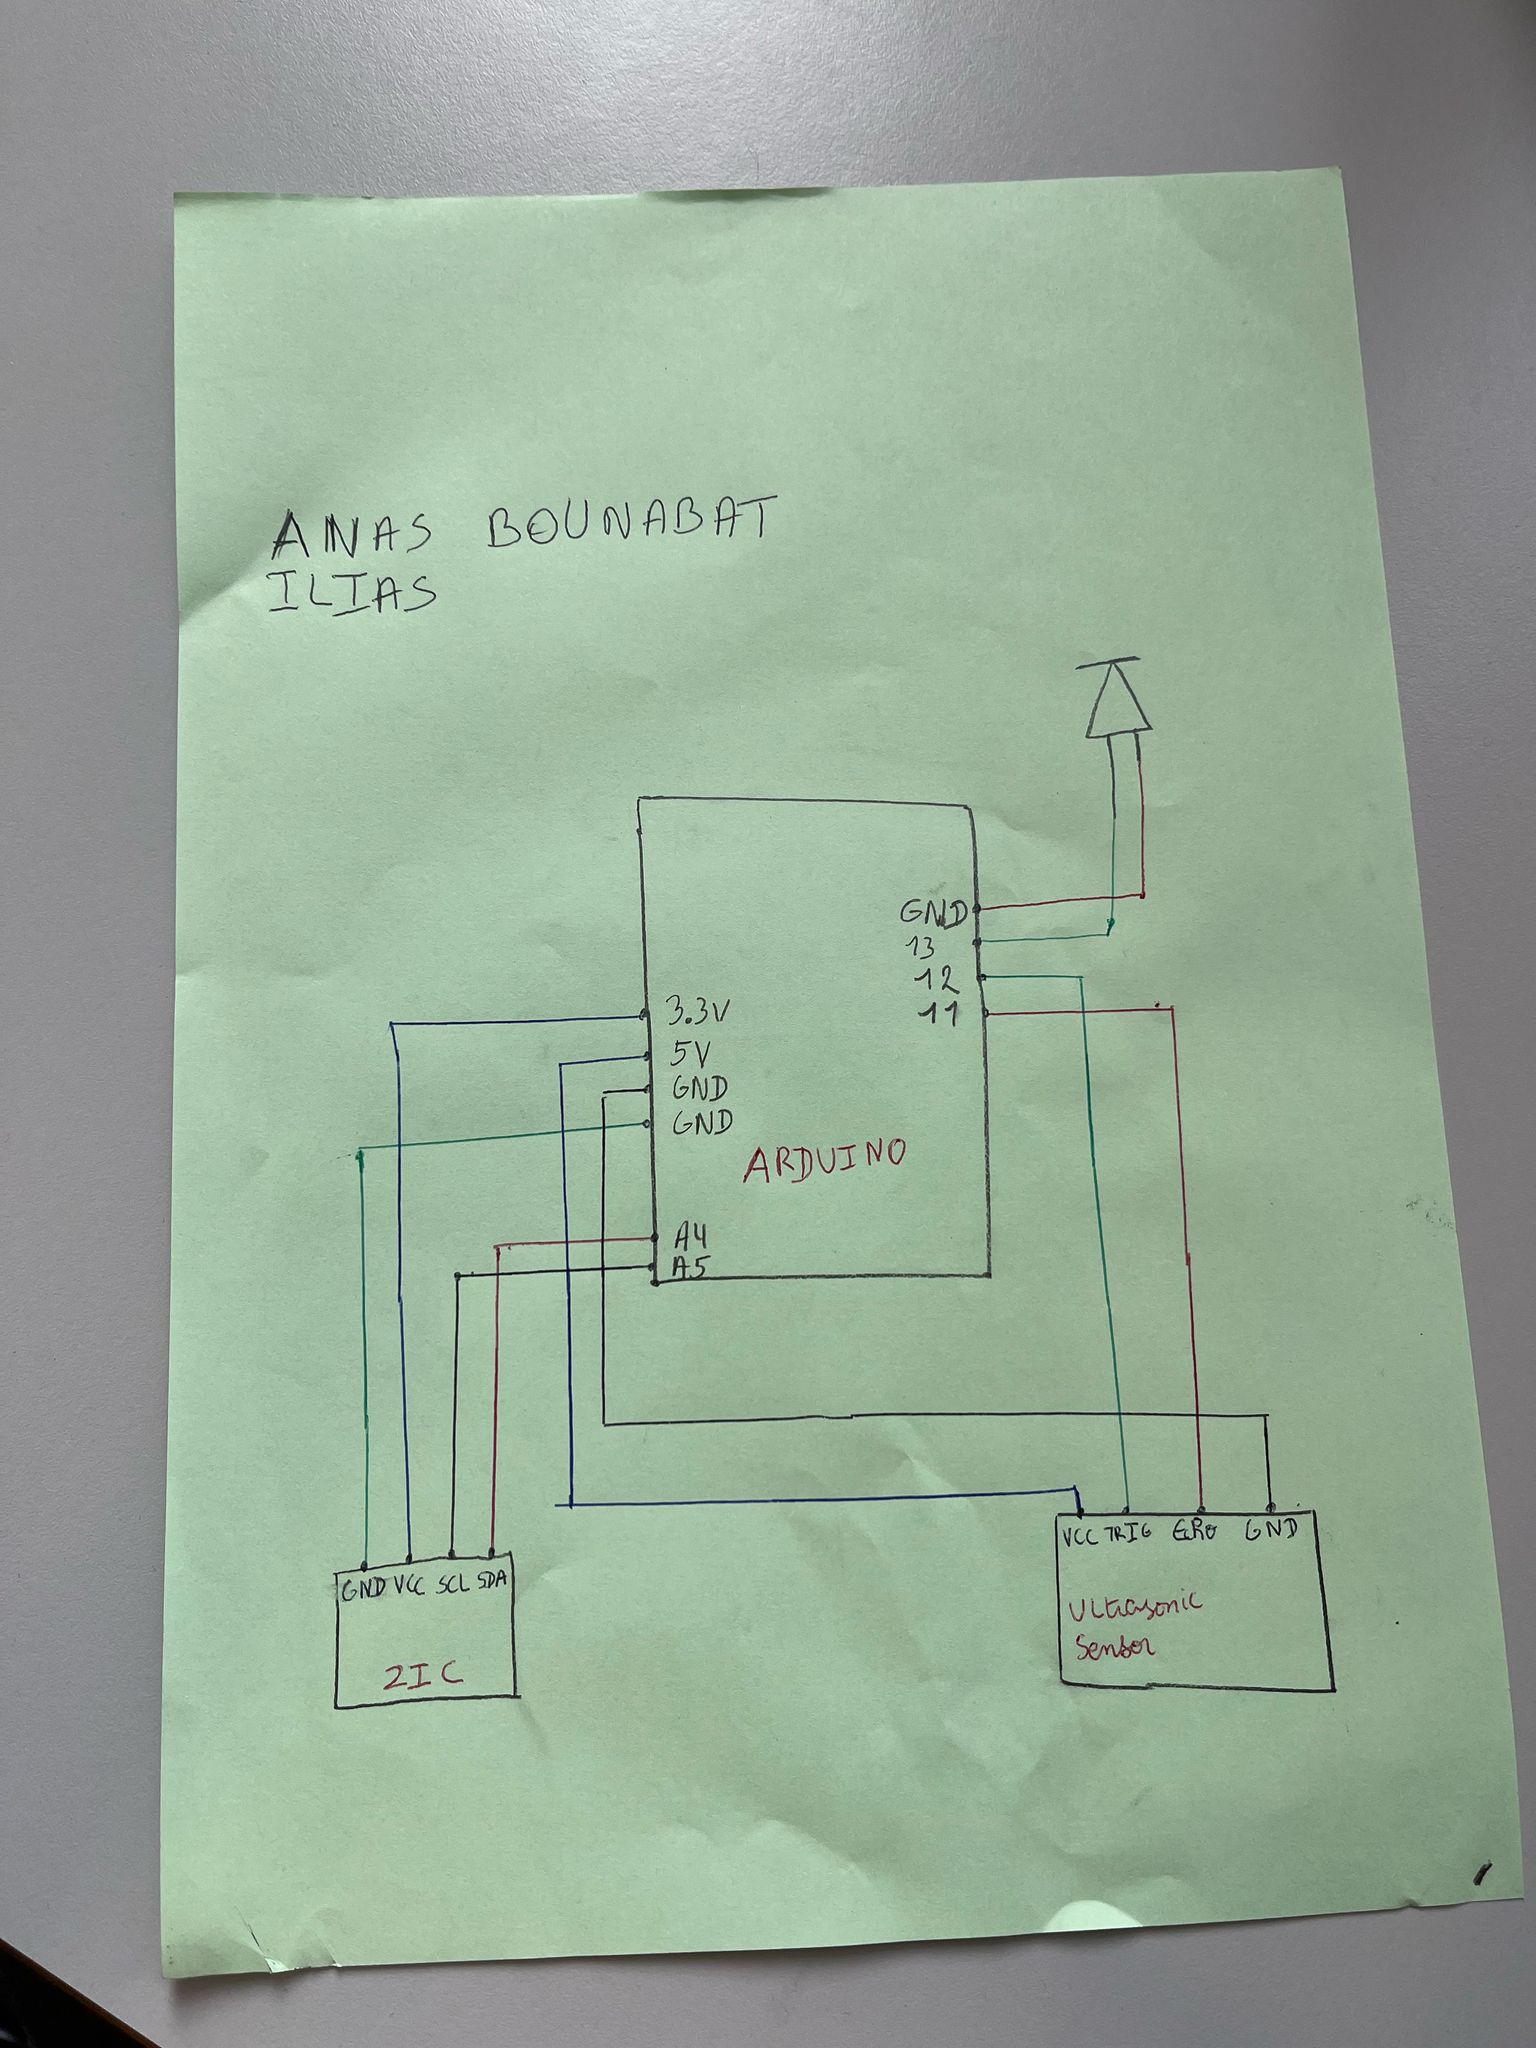 ANAS BOUNABAT
ILIAS
GND
13
12
11
3.3V
5V
GND
GND
ARDUINO
A4
A5
GND VCC SCL SDA
2IC
VCC TRIG GND
Ultrasonic
Sensor